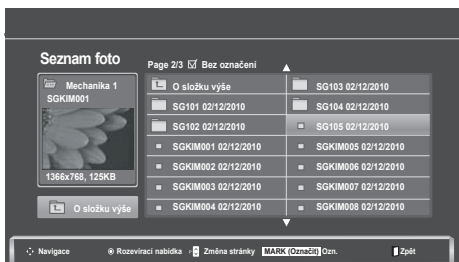 Seznam foto
Page 2/3 ☑ Bez označení
Mechanika 1
SGKIM001
1366x768, 125KB
O složku výše
O složku výše
SG101 02/12/2010
SG102 02/12/2010
SGKIM001 02/12/2010
SGKIM002 02/12/2010
SGKIM003 02/12/2010
SGKIM004 02/12/2010
SG103 02/12/2010
SG104 02/12/2010
SG105 02/12/2010
SGKIM005 02/12/2010
SGKIM006 02/12/2010
SGKIM007 02/12/2010
SGKIM008 02/12/2010
Navigace Rozevírací nabídka Změna stránky MARK (Označit) Ozn. Zpět